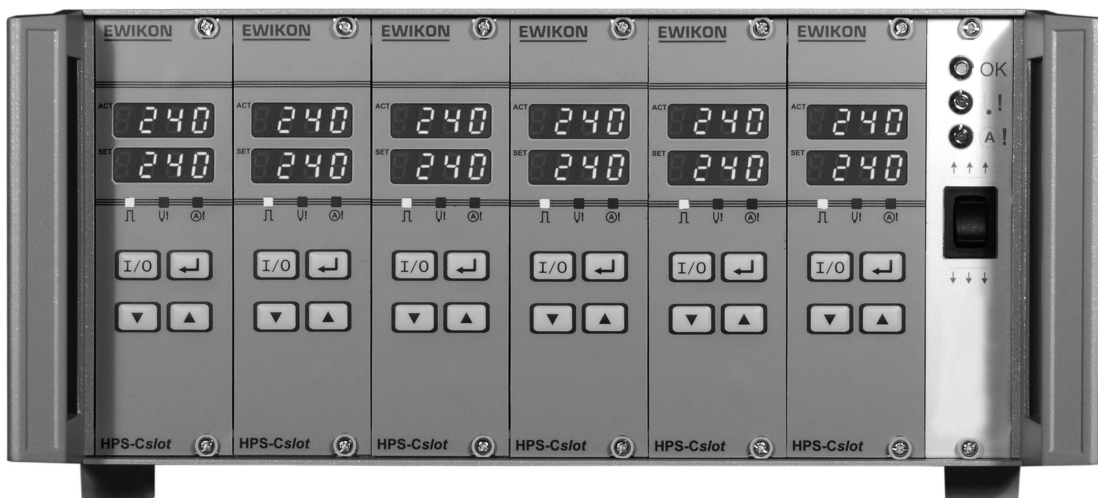 EWIKON EWIKON EWIKON EWIKON EWIKON EWIKON
OK
.!
A!
ACT 240 ACT 240 ACT 240 ACT 240 ACT 240 ACT 240
SET 240 SET 240 SET 240 SET 240 SET 240 SET 240
I/O I/O I/O I/O I/O I/O
HPS-Cslot HPS-Cslot HPS-Cslot HPS-Cslot HPS-Cslot HPS-Cslot